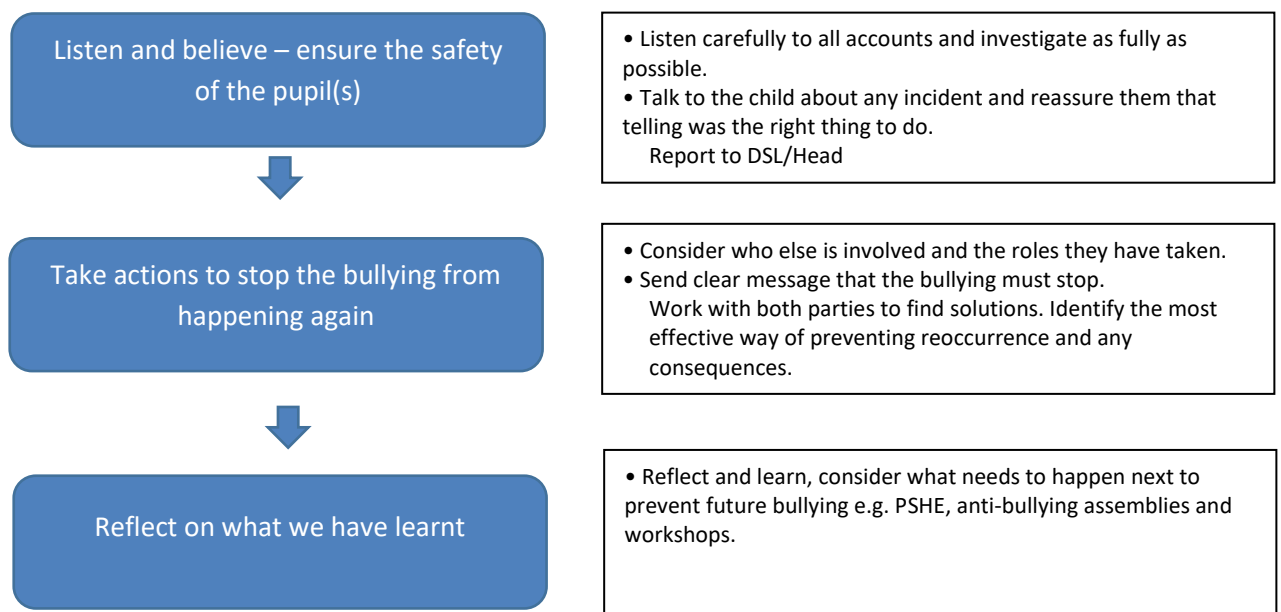 Listen and believe – ensure the safety
of the pupil(s)
• Listen carefully to all accounts and investigate as fully as
possible.
• Talk to the child about any incident and reassure them that
telling was the right thing to do.
Report to DSL/Head
Take actions to stop the bullying from
happening again
• Consider who else is involved and the roles they have taken.
• Send clear message that the bullying must stop.
Work with both parties to find solutions. Identify the most
effective way of preventing reoccurrence and any
consequences.
Reflect on what we have learnt
• Reflect and learn, consider what needs to happen next to
prevent future bullying e.g. PSHE, anti-bullying assemblies and
workshops.